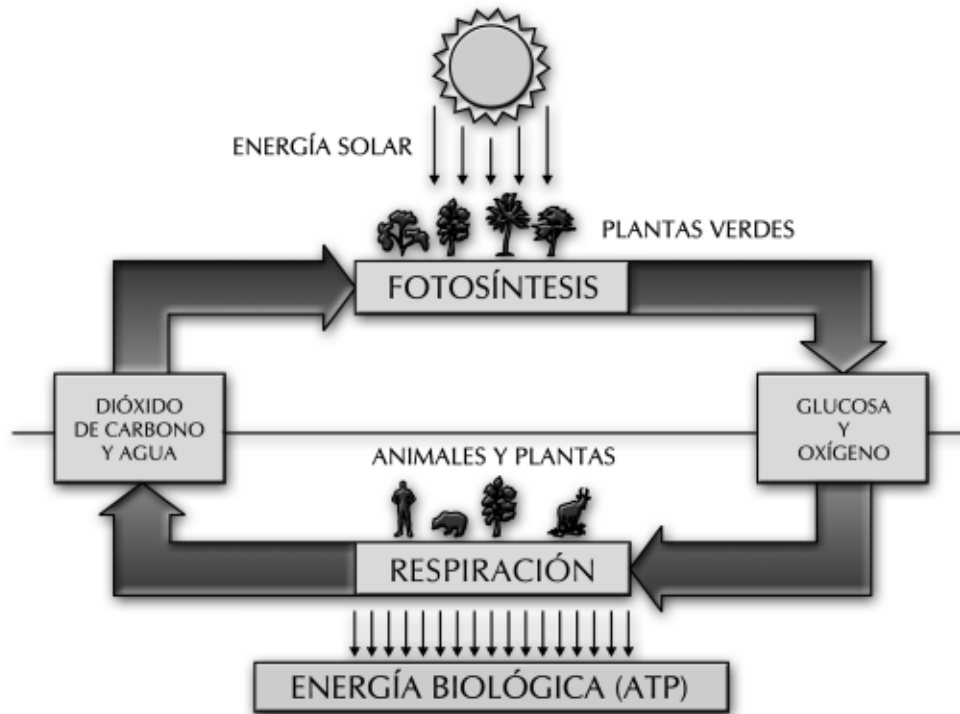 ENERGÍA SOLAR
PLANTAS VERDES
FOTOSÍNTESIS
DIÓXIDO
DE CARBONO
Y AGUA
GLUCOSA
Y
OXÍGENO
ANIMALES Y PLANTAS
RESPIRACIÓN
ENERGÍA BIOLÓGICA (ATP)